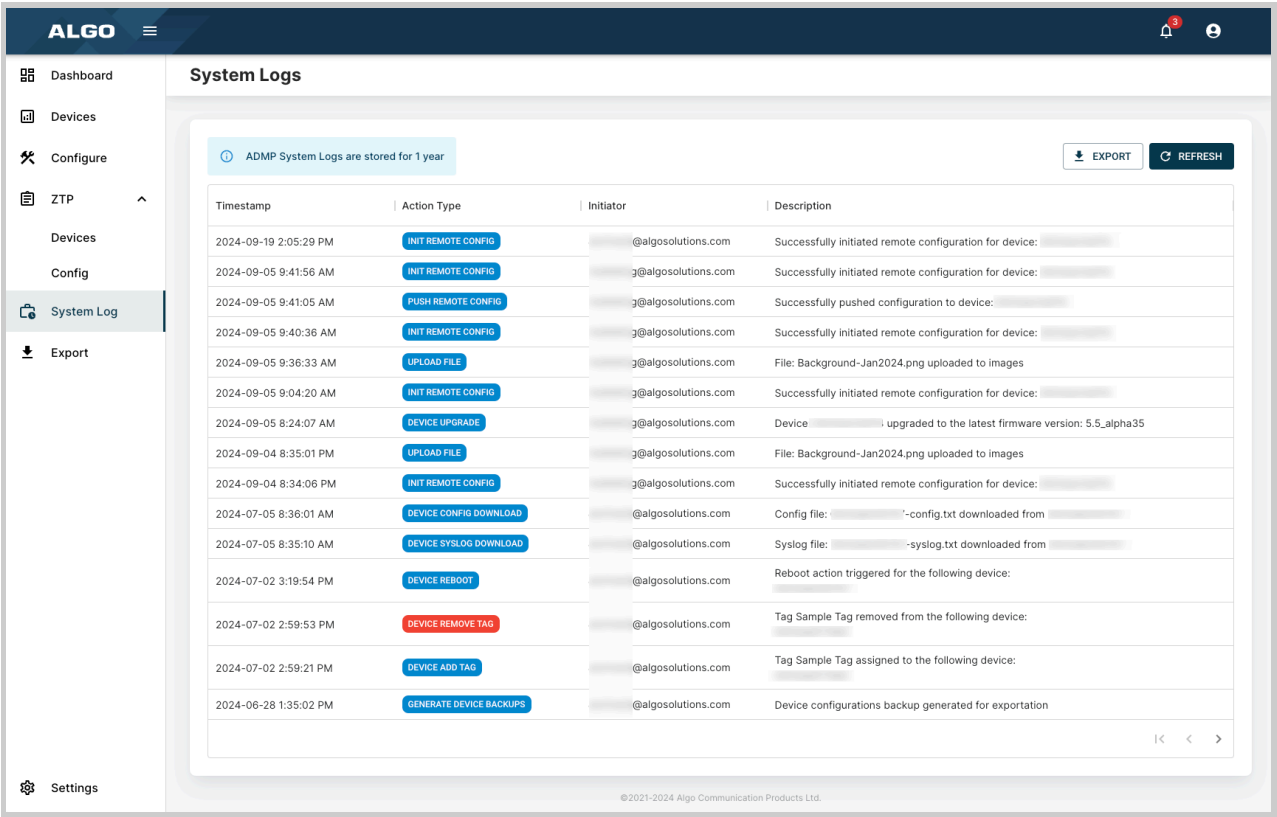 ALGO
3
Dashboard
Devices
Configure
ZTP
Devices
Config
System Log
Export
Settings
System Logs
ADMP System Logs are stored for 1 year
EXPORT
REFRESH
Timestamp Action Type Initiator Description
2024-09-19 2:05:29 PM INIT REMOTE CONFIG @algosolutions.com Successfully initiated remote configuration for device:
2024-09-05 9:41:56 AM INIT REMOTE CONFIG g@algosolutions.com Successfully initiated remote configuration for device:
2024-09-05 9:41:05 AM PUSH REMOTE CONFIG g@algosolutions.com Successfully pushed configuration to device:
2024-09-05 9:40:36 AM INIT REMOTE CONFIG g@algosolutions.com Successfully initiated remote configuration for device:
2024-09-05 9:36:33 AM UPLOAD FILE g@algosolutions.com File: Background-Jan2024.png uploaded to images
2024-09-05 9:04:20 AM INIT REMOTE CONFIG g@algosolutions.com Successfully initiated remote configuration for device:
2024-09-05 8:24:07 AM DEVICE UPGRADE g@algosolutions.com Device upgraded to the latest firmware version: 5.5_alpha35
2024-09-04 8:35:01 PM UPLOAD FILE g@algosolutions.com File: Background-Jan2024.png uploaded to images
2024-09-04 8:34:06 PM INIT REMOTE CONFIG g@algosolutions.com Successfully initiated remote configuration for device:
2024-07-05 8:36:01 AM DEVICE CONFIG DOWNLOAD @algosolutions.com Config file: -config.txt downloaded from
2024-07-05 8:35:10 AM DEVICE SYSLOG DOWNLOAD @algosolutions.com Syslog file: -syslog.txt downloaded from
2024-07-02 3:19:54 PM DEVICE REBOOT @algosolutions.com Reboot action triggered for the following device:
2024-07-02 2:59:53 PM DEVICE REMOVE TAG @algosolutions.com Tag Sample Tag removed from the following device:
2024-07-02 2:59:21 PM DEVICE ADD TAG @algosolutions.com Tag Sample Tag assigned to the following device:
2024-06-28 1:35:02 PM GENERATE DEVICE BACKUPS @algosolutions.com Device configurations backup generated for exportation
©2021-2024 Algo Communication Products Ltd.